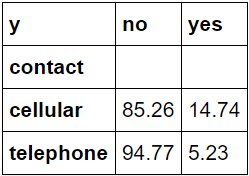 y no yes
contact
cellular 85.26 14.74
telephone 94.77 5.23